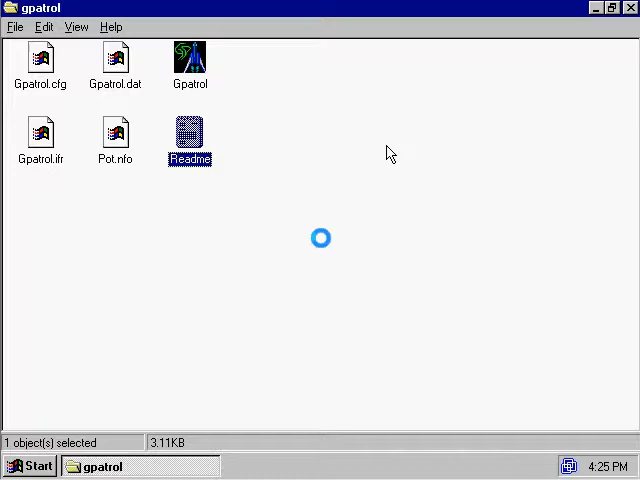 gpatrol
File Edit View Help
Gpatrol.cfg Gpatrol.dat Gpatrol
Gpatrol.ifr Pot.nfo Readme
1 object(s) selected 3.11KB
Start gpatrol 4:25 PM